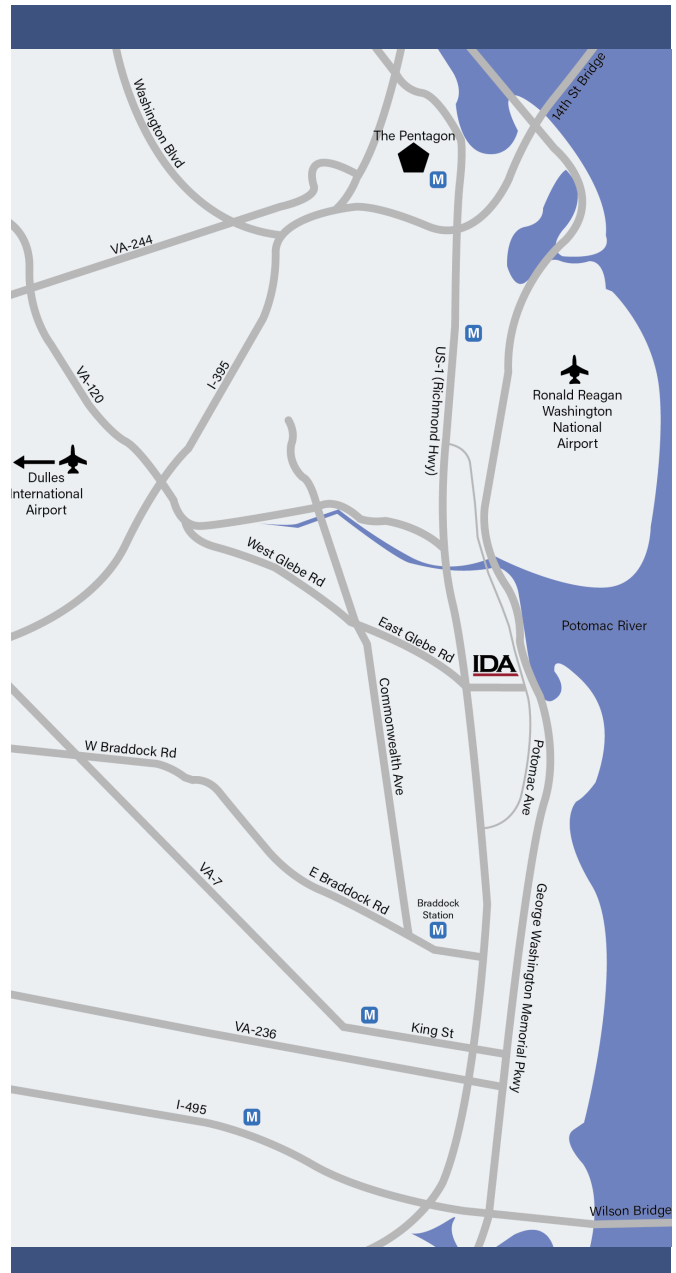 14th St Bridge
Washington Blvd
The Pentagon
M
VA-244
M
US-1 (Richmond Hwy)
I-395
VA-120
Ronald Reagan
Washington
National
Airport
Dulles
International
Airport
West Glebe Rd
East Glebe Rd
Potomac River
IDA
Commonwealth Ave
W Braddock Rd
Potomac Ave
VA-7
E Braddock Rd
Braddock
Station
M
George Washington Memorial Pkwy
M
King St
VA-236
I-495
M
Wilson Bridge